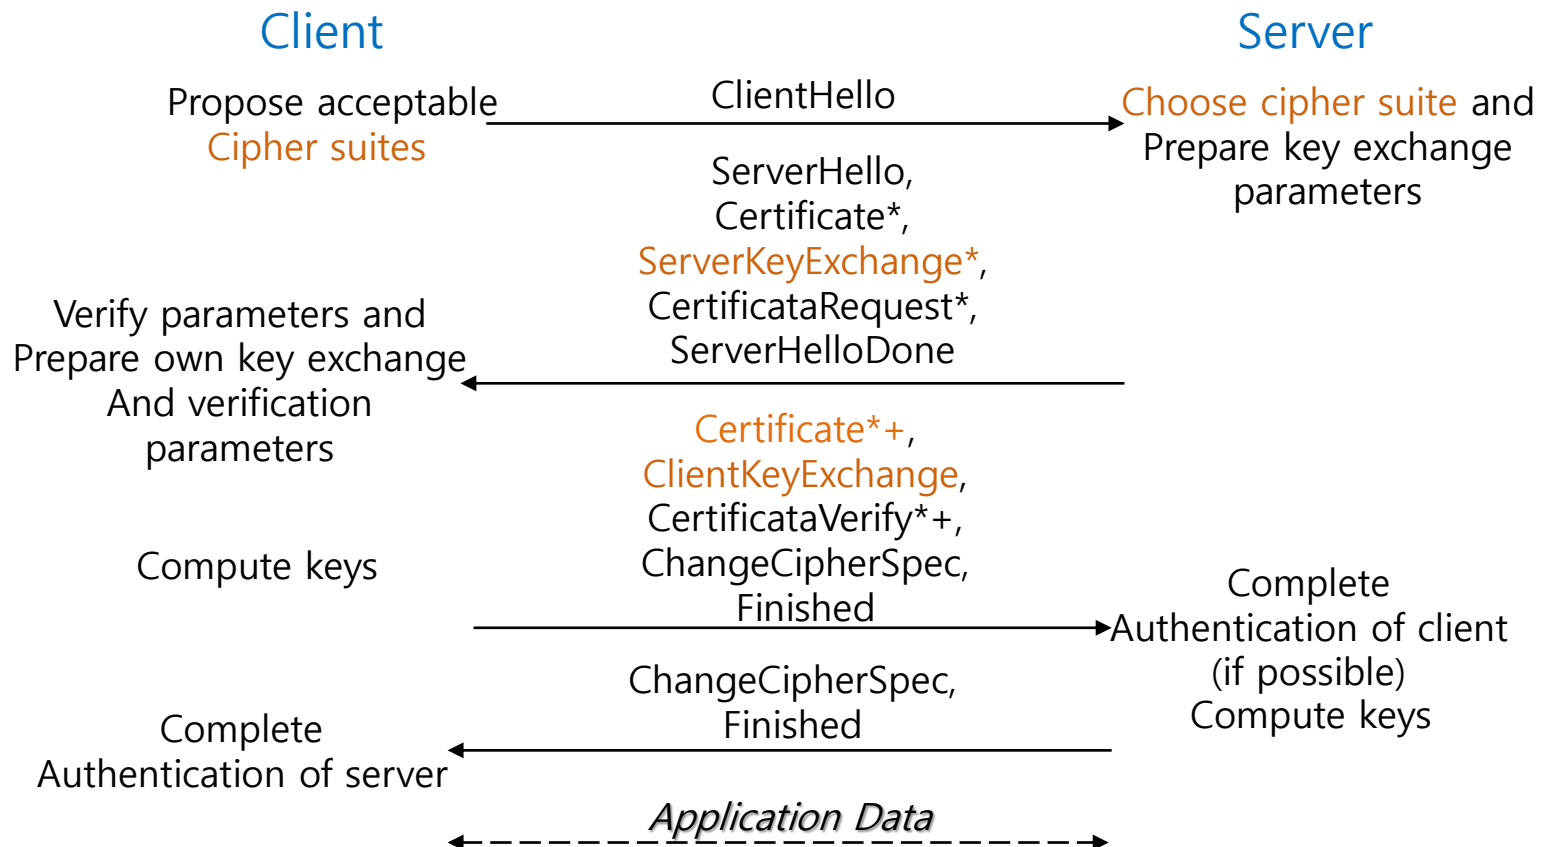 Client
Server
Propose acceptable
Cipher suites
ClientHello
Choose cipher suite and
Prepare key exchange
parameters
ServerHello,
Certificate*,
ServerKeyExchange*,
CertificataRequest*,
ServerHelloDone
Verify parameters and
Prepare own key exchange
And verification
parameters
Certificate*+,
ClientKeyExchange,
CertificataVerify*+,
ChangeCipherSpec,
Finished
Compute keys
Complete
Authentication of client
(if possible)
Compute keys
ChangeCipherSpec,
Finished
Complete
Authentication of server
Application Data